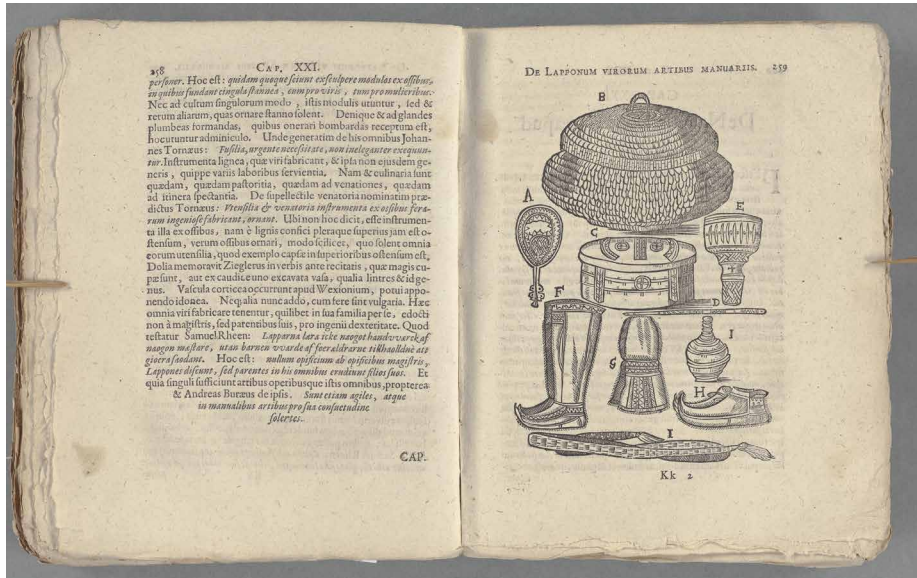 258 CAP. XXI.
personer. Hoc est: quidam quoque sciunt exsculpere modulos ex ossibus,
in quibus fundant cingula stannea, cum pro viris, tum pro mulieribus.
Nec ad cultum singulorum modo, istis modulis utuntur, sed &
rerum aliarum, quas ornare stanno solent. Denique & ad glandes
plumbeas formandas, quibus onerari bombardas receptum est,
hoc utuntur adminiculo. Unde generatim de his omnibus Johan-
nes Tornæus: Fusilia, urgente necessitate, non ineleganter exequun-
tur. Instrumenta lignea, quæ viri fabricant, & ipsa non ejusdem ge-
neris, quippe variis laboribus servientia. Nam & culinaria sunt
quædam, quædam pastoritia, quædam ad venationes, quædam
ad itinera spectantia. De supellectile venatoria nominatim præ-
dictus Tornæus: Utensilia & venatoria instrumenta ex ossibus fera-
rum ingeniose fabricant, ornant. Ubi non hoc dicit, esse instrumen-
ta illa ex ossibus, nam è lignis confici pleraque superius jam est o-
stensum, verum ossibus ornari, modo scilicet, quo solent omnia
eorum utensilia, quod exemplo capsæ in superioribus ostensum est,
Dolia memoravit Zieglerus in verbis ante recitatis, quæ magis cu-
pæ sunt, aut ex caudice uno excavata vasa, qualia lintres & id ge-
nus. Vascula corticea occurrunt apud Wexionium, potui appo-
nendo idonea. Neq; alia nunc addo, cum fere sint vulgaria. Hæc
omnia viri fabricare tenentur, quilibet in sua familia per se, edocti
non à magistris, sed parentibus suis, pro ingenii dexteritate. Quod
testatur Samuel Rheen: Lapparna lära icke naogot handvvarck af
naogon mästare, utan barnen vvarde af foeräldrarne
giöra saodant. Hoc est: nullum opificium ab opificibus magistris,
Lappones discunt, sed parentes in his omnibus erudiunt filios suos. Et
quia singuli sufficiunt artibus operibusque istis omnibus, propterea
& Andreas Buræus de ipsis. Sunt etiam agiles, atque
in manualibus artibus pro sua consuetudine
solertes.
CAP.
DE LAPPONUM VIRORUM ARTIBUS MANUARIIS. 259
B
A
E
C
D
F
I
G
H
I
Kk 2